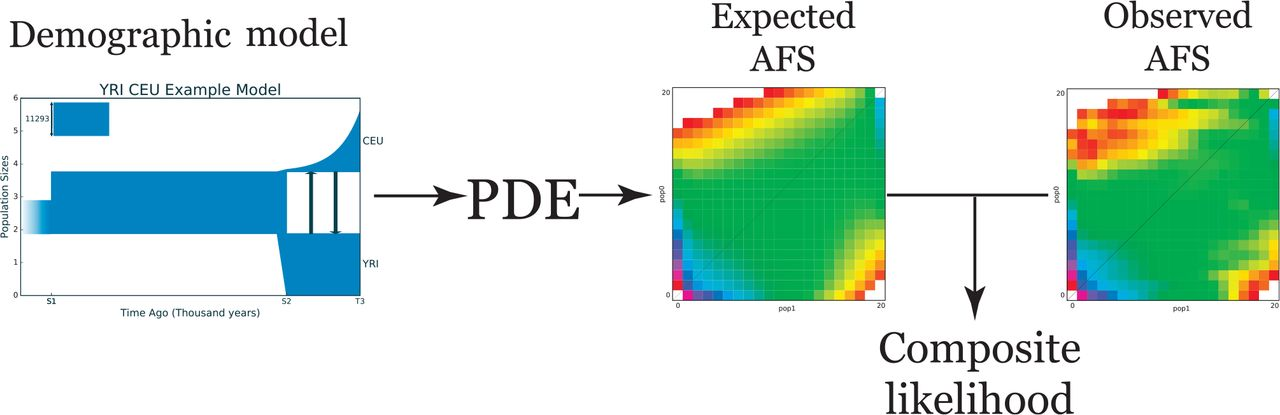 Demographic model
YRI CEU Example Model
6
5
4
3
2
1
0
Population Sizes
11293
CEU
YRI
S1
S2
T3
Time Ago (Thousand years)
PDE
Expected
AFS
20
pop0
0
0
pop1
20
Observed
AFS
20
pop0
0
0
pop1
20
Composite
likelihood